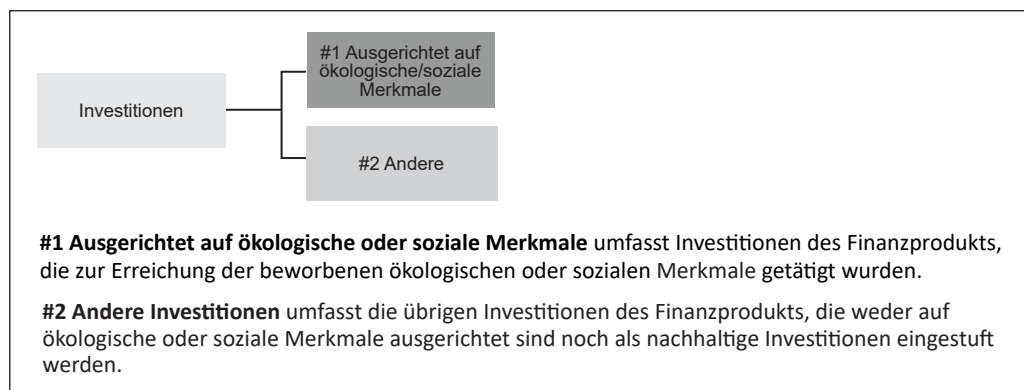 #1 Ausgerichtet auf
ökologische/soziale
Merkmale
Investitionen
#2 Andere
#1 Ausgerichtet auf ökologische oder soziale Merkmale umfasst Investitionen des Finanzprodukts,
die zur Erreichung der beworbenen ökologischen oder sozialen Merkmale getätigt wurden.
#2 Andere Investitionen umfasst die übrigen Investitionen des Finanzprodukts, die weder auf
ökologische oder soziale Merkmale ausgerichtet sind noch als nachhaltige Investitionen eingestuft
werden.